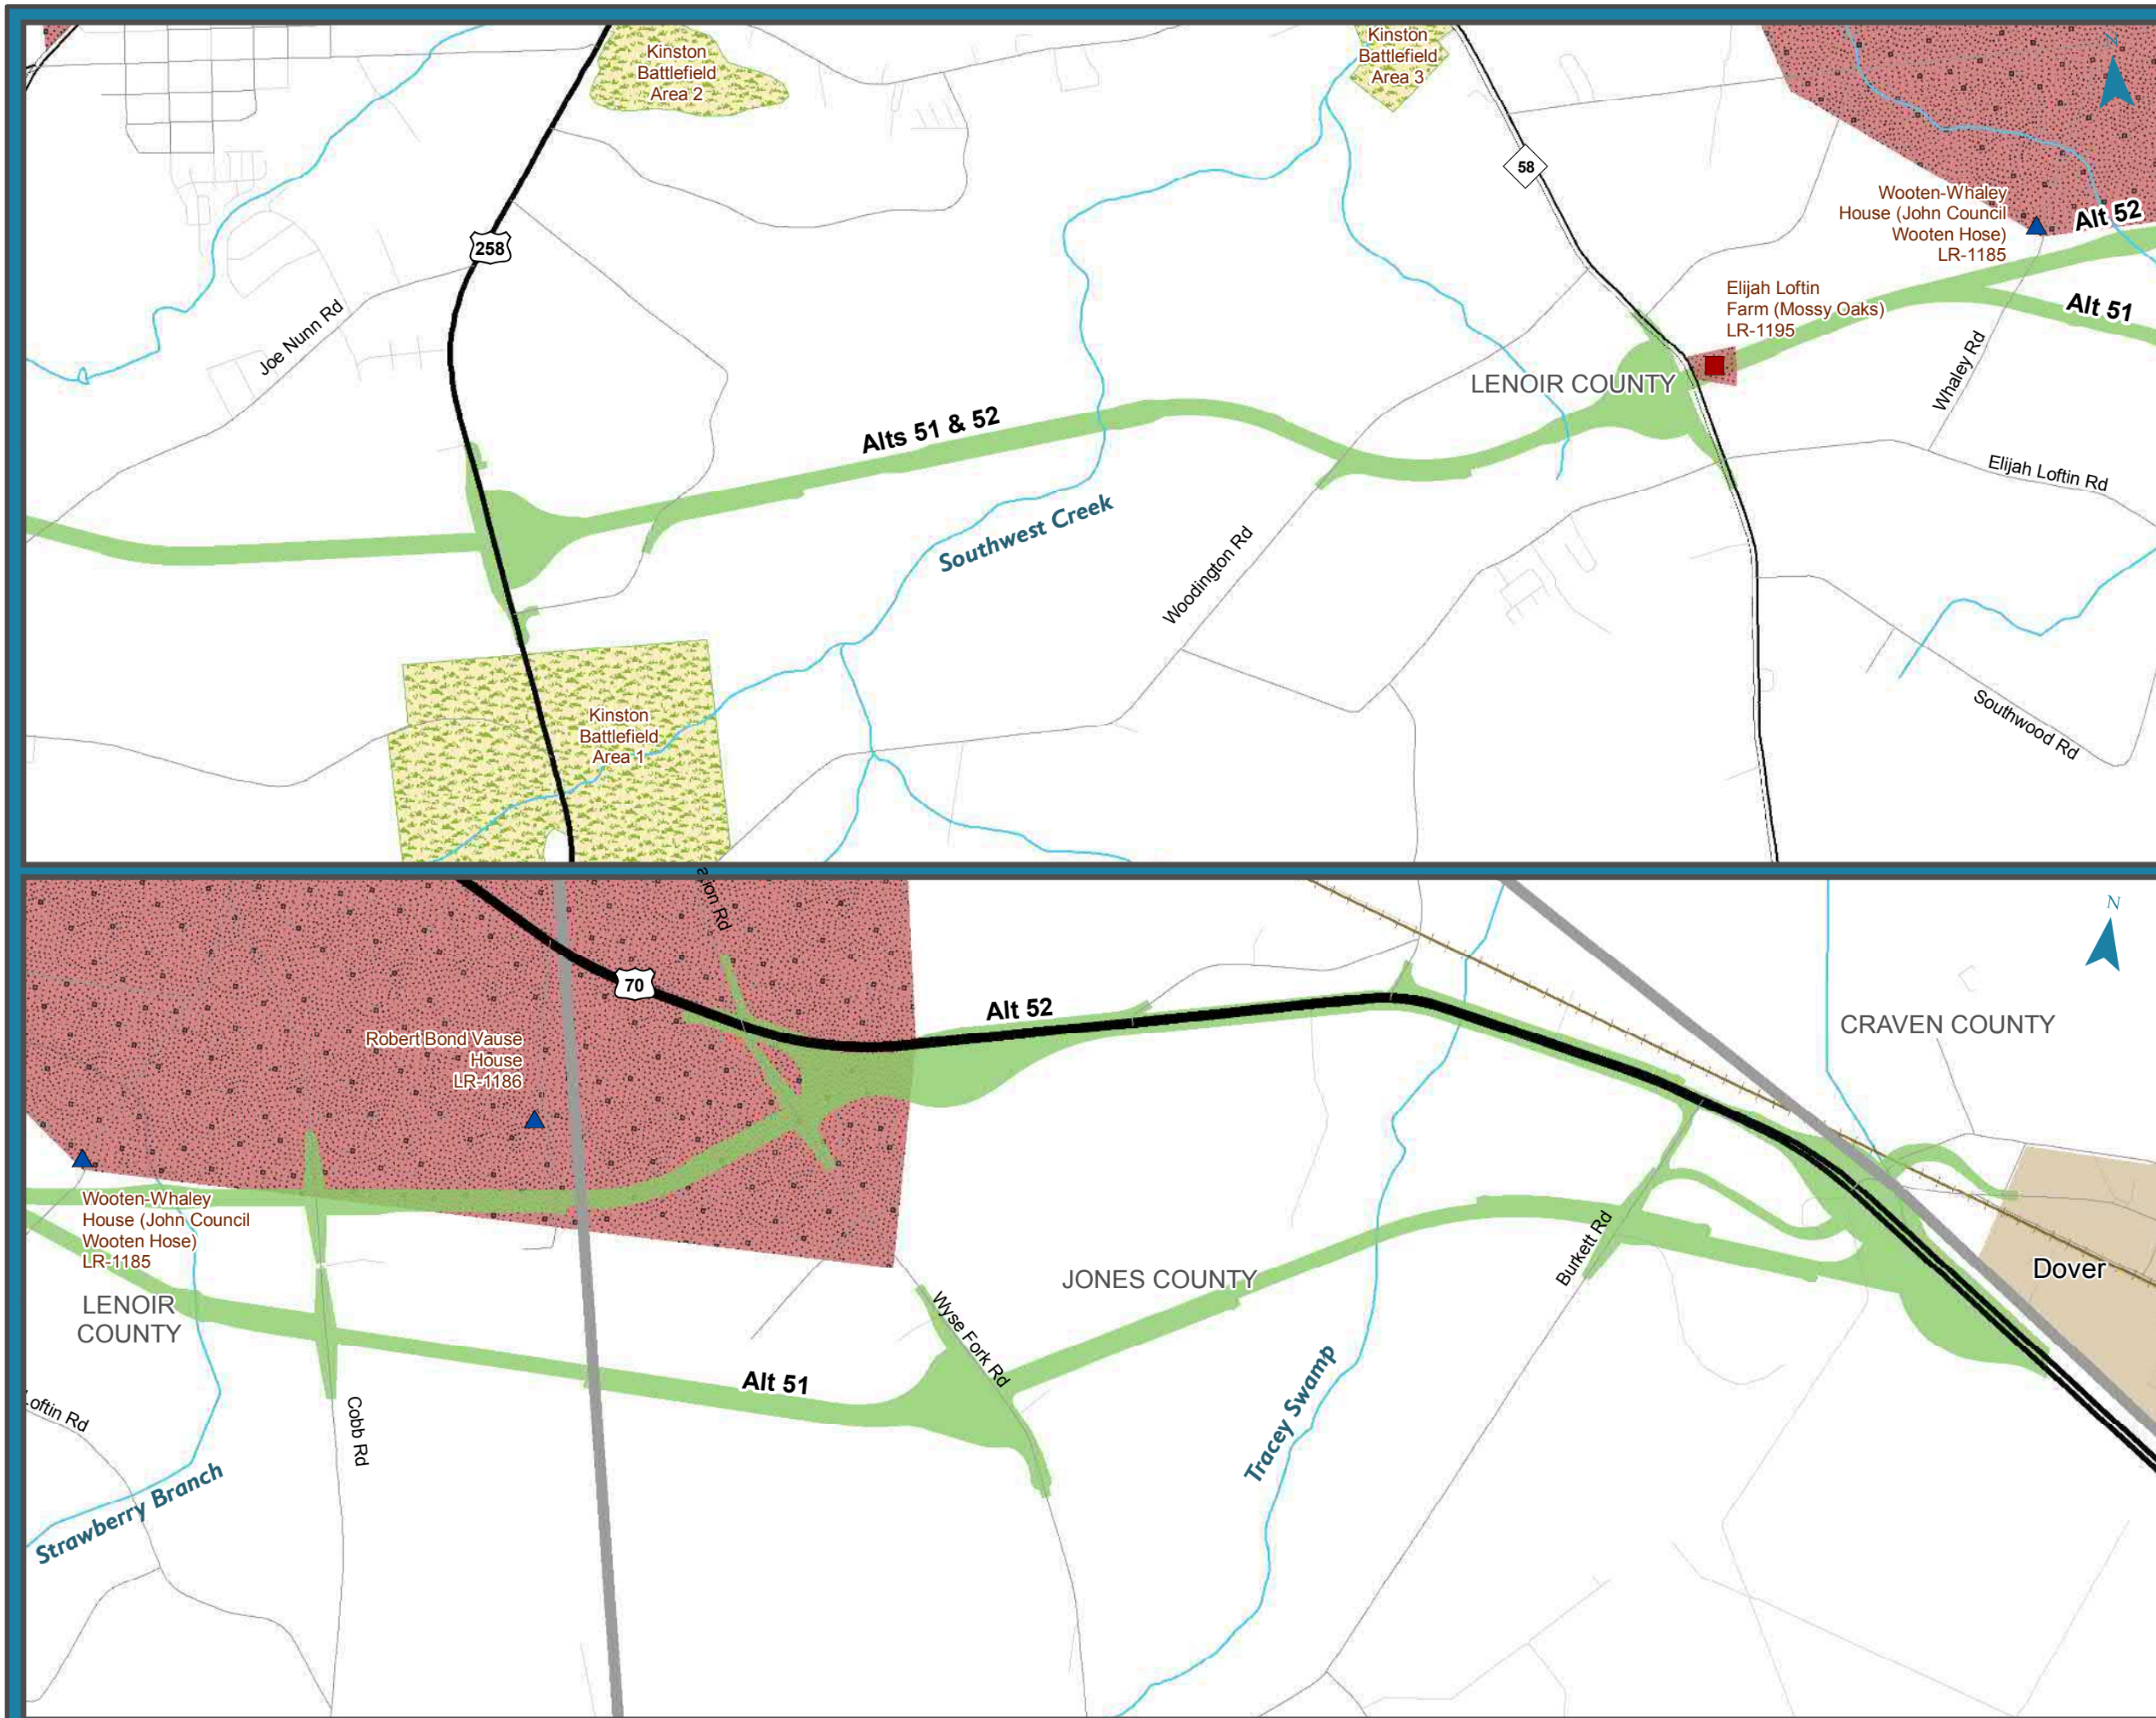 Kinston
Battlefield
Area 2
Kinston
Battlefield
Area 3
N
58
Wooten-Whaley
House (John Council
Wooten Hose)
LR-1185
Alt 52
258
Elijah Loftin
Farm (Mossy Oaks)
LR-1195
Alt 51
Joe Nunn Rd
Whaley Rd
LENOIR COUNTY
Alts 51 & 52
Elijah Loftin Rd
Southwest Creek
Woodington Rd
Kinston
Battlefield
Area 1
Southwood Rd
Rd
N
70
Alt 52
CRAVEN COUNTY
Robert Bond Vause
House
LR-1186
Wooten-Whaley
House (John Council
Wooten Hose)
LR-1185
Burkett Rd
Dover
JONES COUNTY
LENOIR
COUNTY
Wyse Fork Rd
Alt 51
Tracey Swamp
Loftin Rd
Cobb Rd
Strawberry Branch